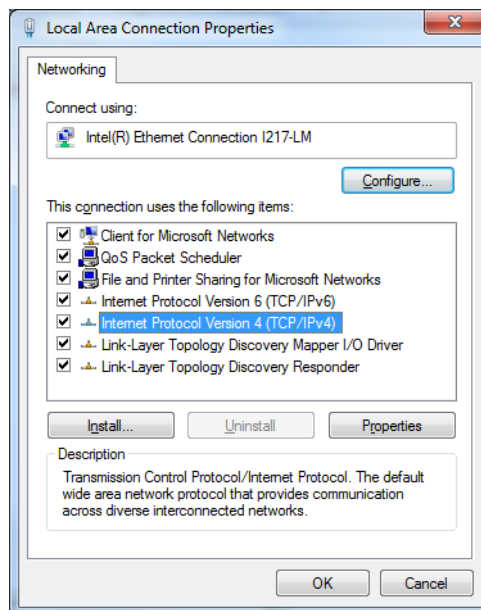 Local Area Connection Properties
X
Networking
Connect using:
Intel(R) Ethernet Connection I217-LM
Configure...
This connection uses the following items:
Client for Microsoft Networks
QoS Packet Scheduler
File and Printer Sharing for Microsoft Networks
Internet Protocol Version 6 (TCP/IPv6)
Internet Protocol Version 4 (TCP/IPv4)
Link-Layer Topology Discovery Mapper I/O Driver
Link-Layer Topology Discovery Responder
Install... Uninstall Properties
Description
Transmission Control Protocol/Internet Protocol. The default
wide area network protocol that provides communication
across diverse interconnected networks.
OK Cancel